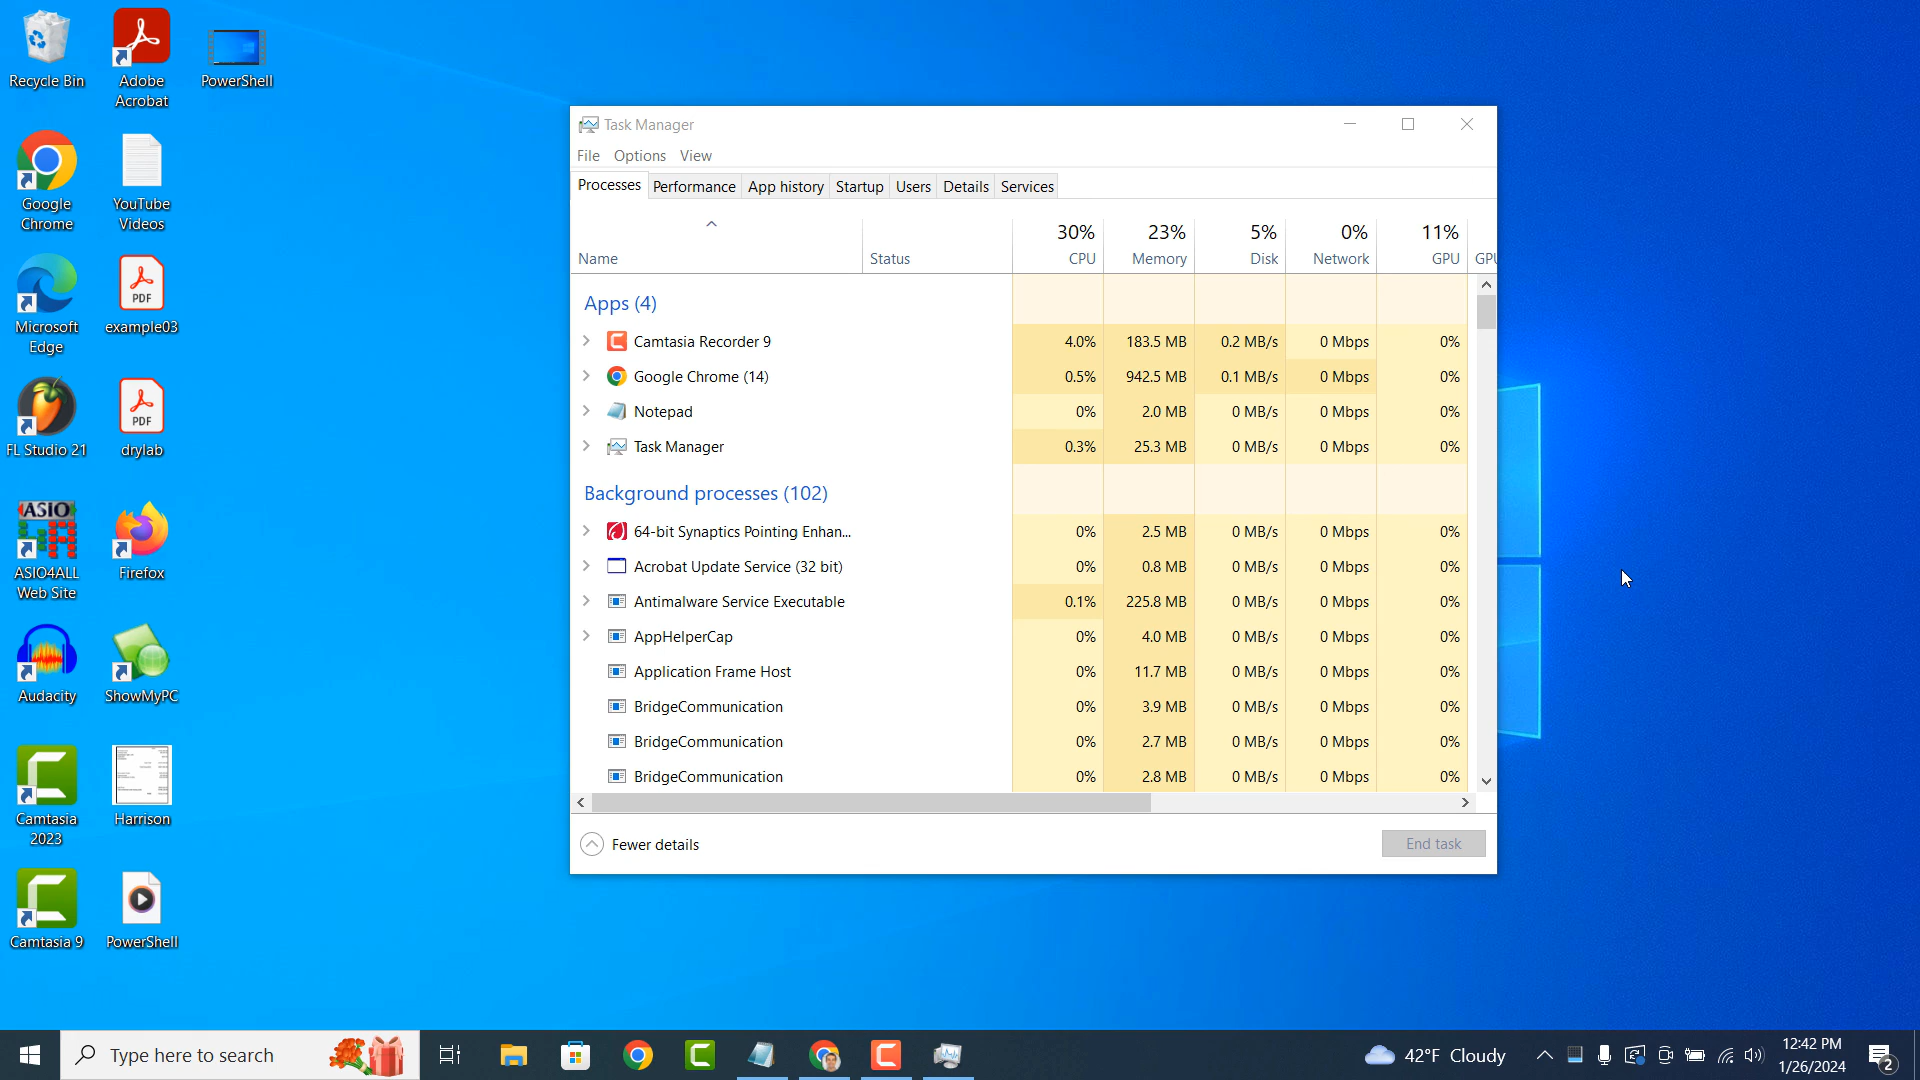 Recycle Bin
Adobe
Acrobat
PowerShell
Google
Chrome
YouTube
Videos
Microsoft
Edge
PDF
example03
FL Studio 21
PDF
drylab
ASIO
ASIO4ALL
Web Site
Firefox
Audacity
ShowMyPC
Camtasia
2023
Harrison
Camtasia 9
PowerShell
Task Manager
File Options View
Processes Performance App history Startup Users Details Services
30% 23% 5% 0% 11%
Name Status CPU Memory Disk Network GPU GPU
Apps (4)
Camtasia Recorder 9 4.0% 183.5 MB 0.2 MB/s 0 Mbps 0%
Google Chrome (14) 0.5% 942.5 MB 0.1 MB/s 0 Mbps 0%
Notepad 0% 2.0 MB 0 MB/s 0 Mbps 0%
Task Manager 0.3% 25.3 MB 0 MB/s 0 Mbps 0%
Background processes (102)
64-bit Synaptics Pointing Enhan... 0% 2.5 MB 0 MB/s 0 Mbps 0%
Acrobat Update Service (32 bit) 0% 0.8 MB 0 MB/s 0 Mbps 0%
Antimalware Service Executable 0.1% 225.8 MB 0 MB/s 0 Mbps 0%
AppHelperCap 0% 4.0 MB 0 MB/s 0 Mbps 0%
Application Frame Host 0% 11.7 MB 0 MB/s 0 Mbps 0%
BridgeCommunication 0% 3.9 MB 0 MB/s 0 Mbps 0%
BridgeCommunication 0% 2.7 MB 0 MB/s 0 Mbps 0%
BridgeCommunication 0% 2.8 MB 0 MB/s 0 Mbps 0%
Fewer details End task
Type here to search
42°F Cloudy
12:42 PM
1/26/2024
2